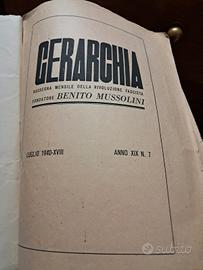 GERARCHIA
RASSEGNA MENSILE DELLA RIVOLUZIONE FASCISTA
FONDATORE BENITO MUSSOLINI
LUGLIO 1940-XVIII ANNO XIX N. 7
subito